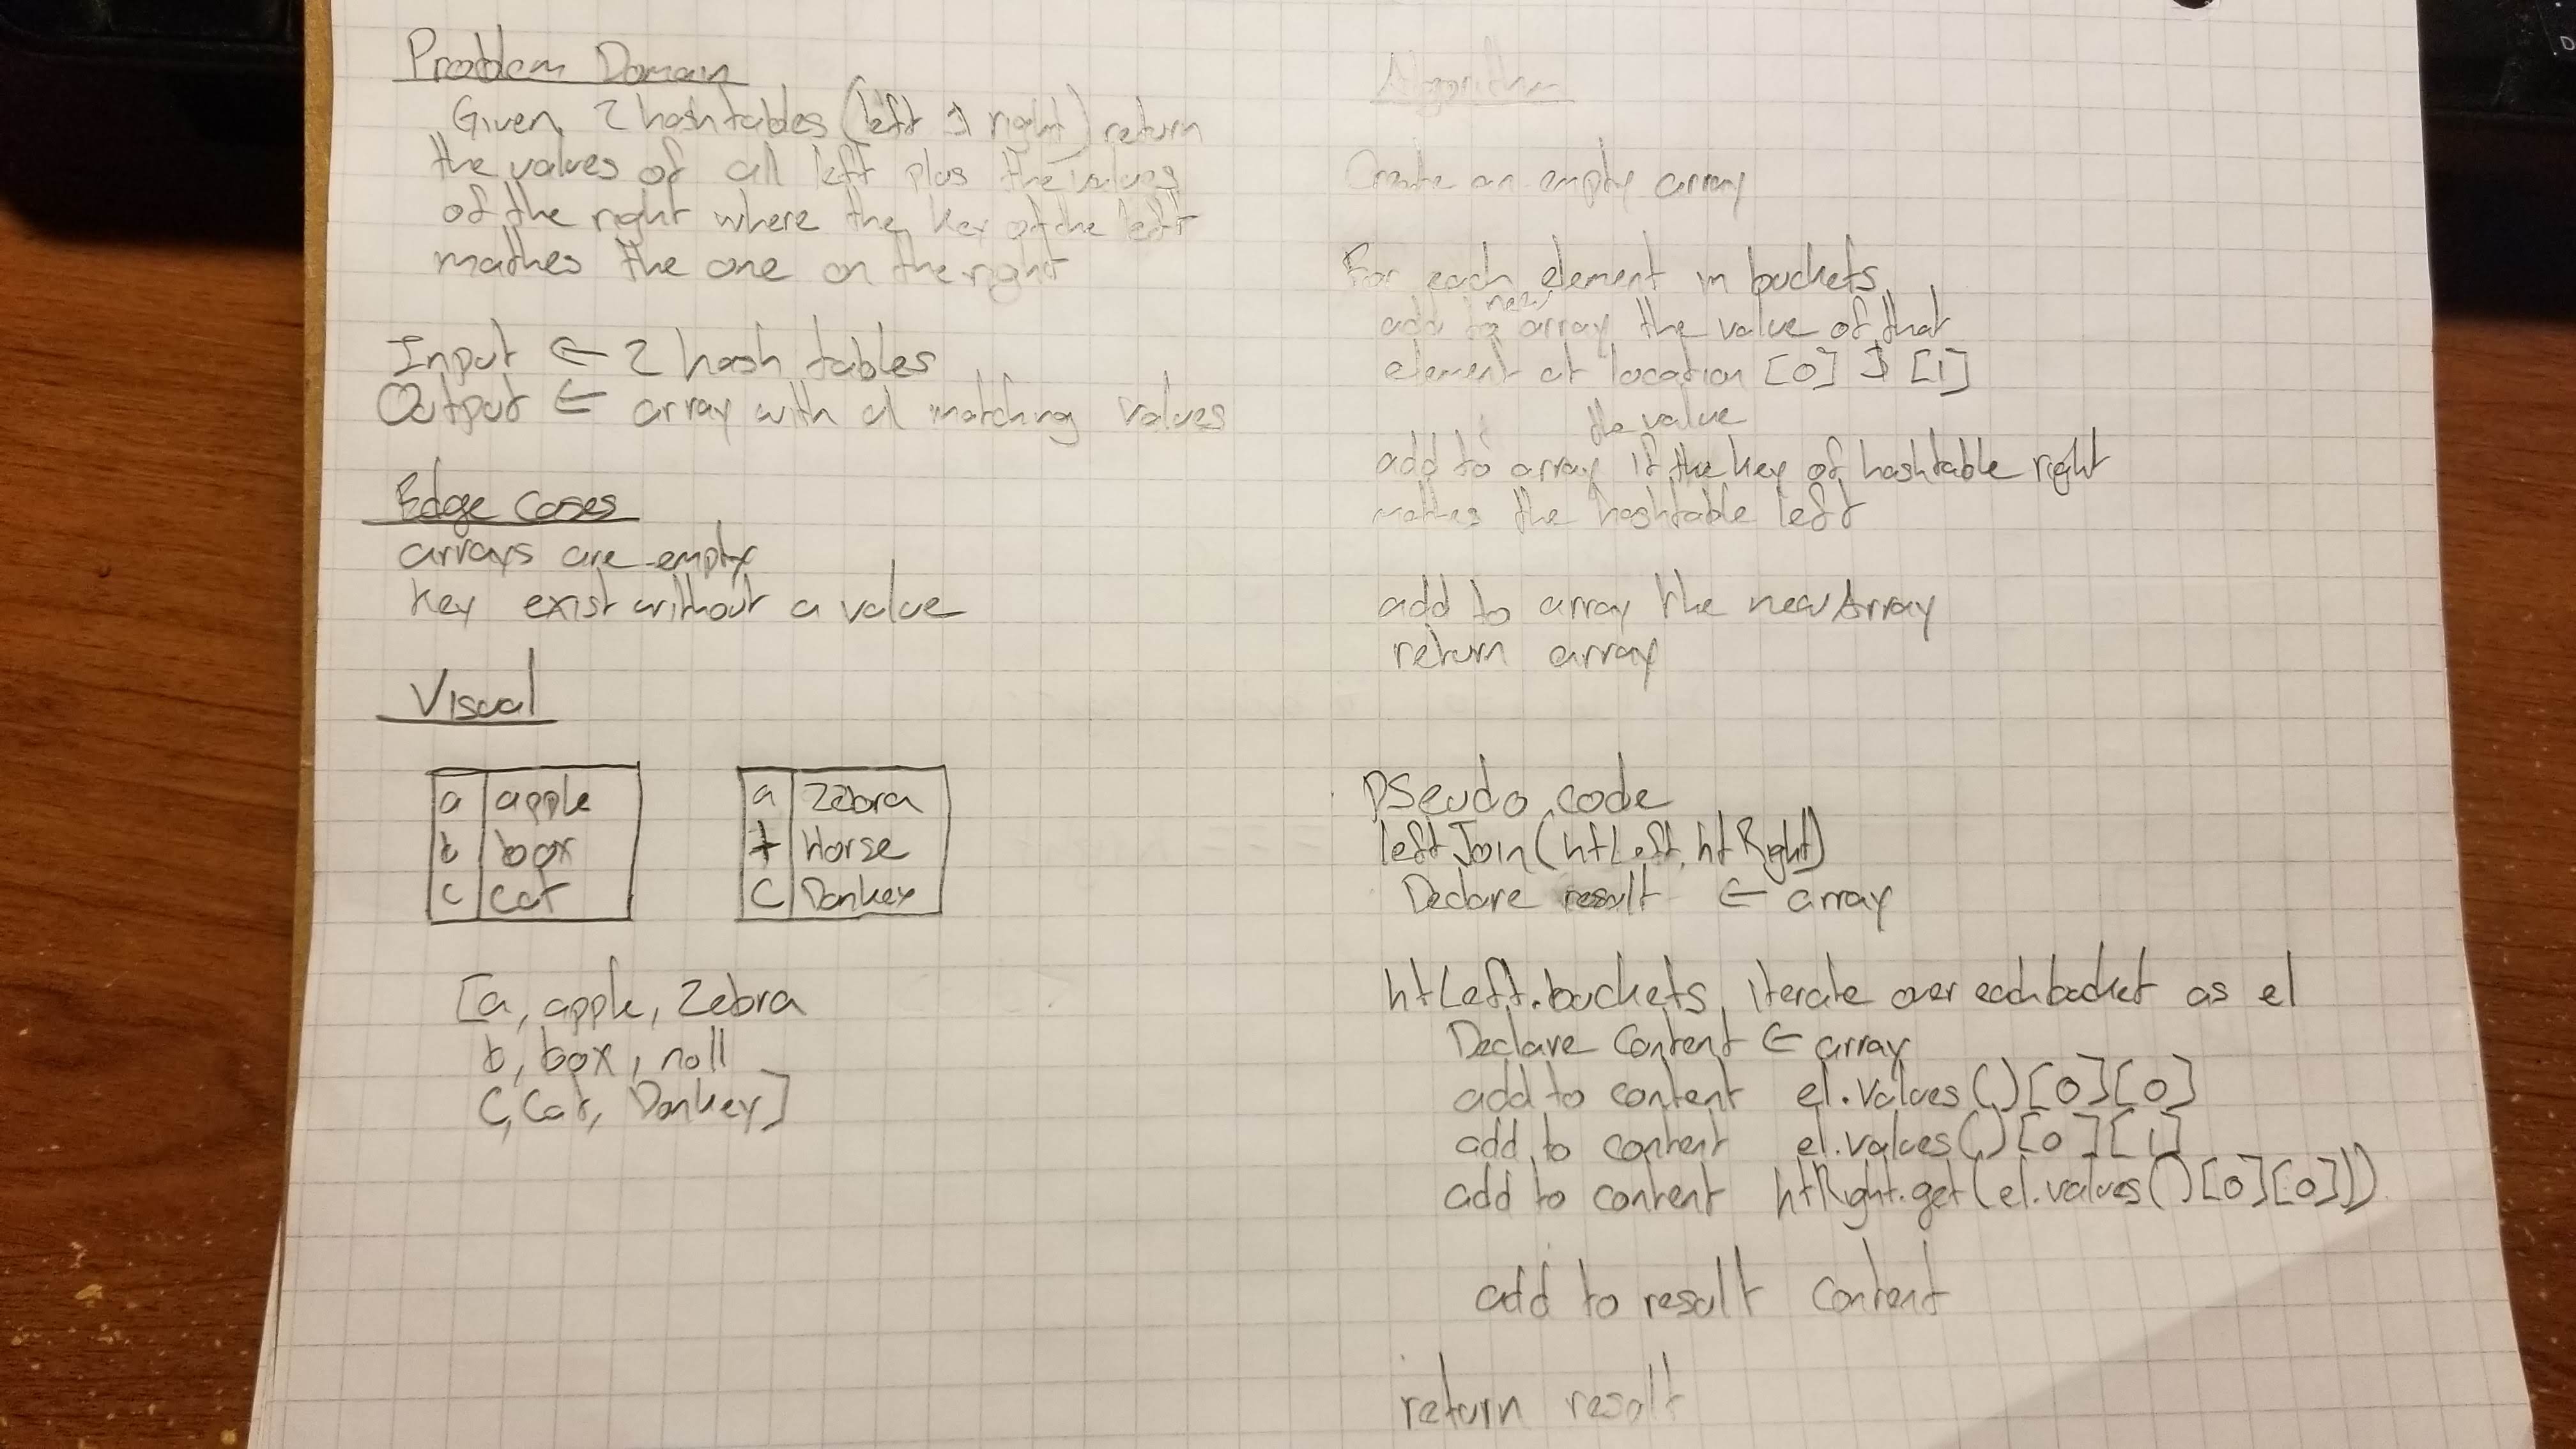 Problem Domain
Given 2 hashtables (left & right) return
the values of all left plus the values
of the right where the key of the left
mathes the one on the right
Input ← 2 hash tables
Output ← array with al matching values
Edge Cases
arrays are empty
Key exist without a value
Visual
a apple
b box
c cat
a Zebra
t Horse
C Donkey
[a, apple, Zebra
b, box, null
C, Cat, Donkey]
Algorithm
Create an empty array
For each element in buckets
add to new array the value of that
element at location [0] & [1]
the value
add to array if the key of hashtable right
mathes the hashtable left
add to array the newArray
return array
PSeudo code
leftJoin(htLeft, htRight)
Declare result ← array
htLeft.buckets, iterate over each bucket as el
Declare Content ← array
add to content el.values()[0][0]
add to content el.values()[0][1]
add to content htRight.get(el.values()[0][0]))
add to result content
return result